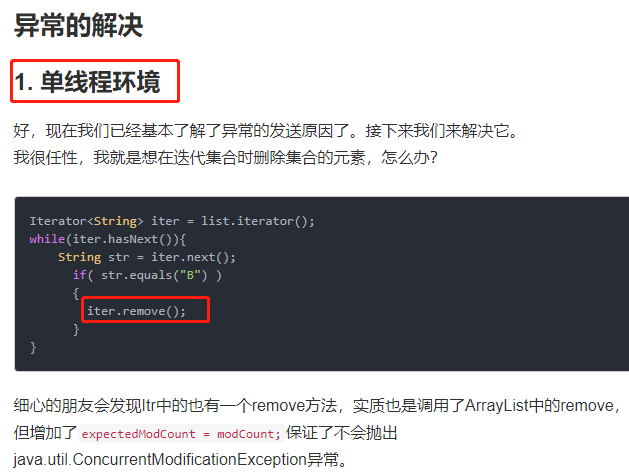 异常的解决
1. 单线程环境
好，现在我们已经基本了解了异常的发送原因了。接下来我们来解决它。
我很任性，我就是想在迭代集合时删除集合的元素，怎么办?
Iterator<String> iter = list.iterator();
while(iter.hasNext()){
String str = iter.next();
if( str.equals("B") )
{
iter.remove();
}
}
细心的朋友会发现Itr中的也有一个remove方法，实质也是调用了ArrayList中的remove，
但增加了 expectedModCount = modCount; 保证了不会抛出
java.util.ConcurrentModificationException异常。